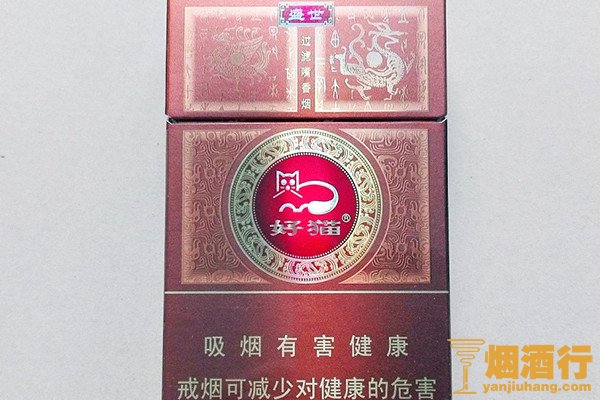 盛世
过滤嘴香烟
好猫®
吸烟有害健康
戒烟可减少对健康的危害
烟酒行
yanjiuhang.com